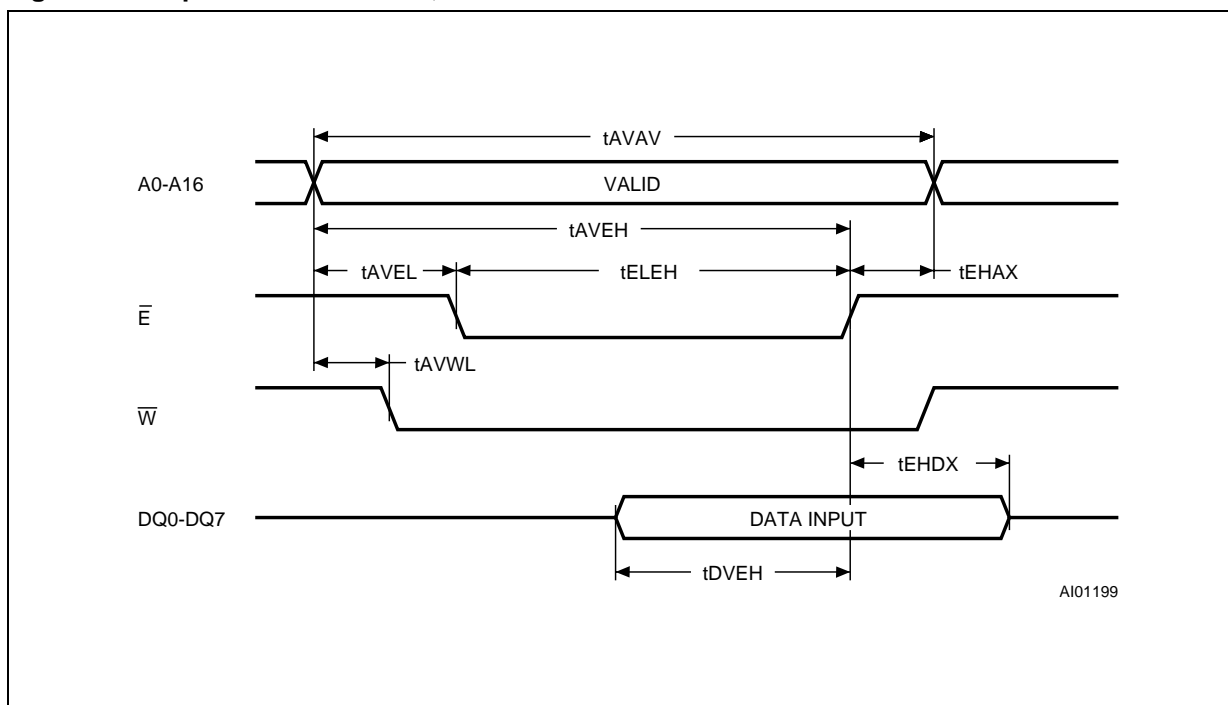 tAVAV
A0-A16
VALID
tAVEH
tAVEL
tELEH
tEHAX
E̅
tAVWL
W̅
tEHDX
DQ0-DQ7
DATA INPUT
tDVEH
AI01199